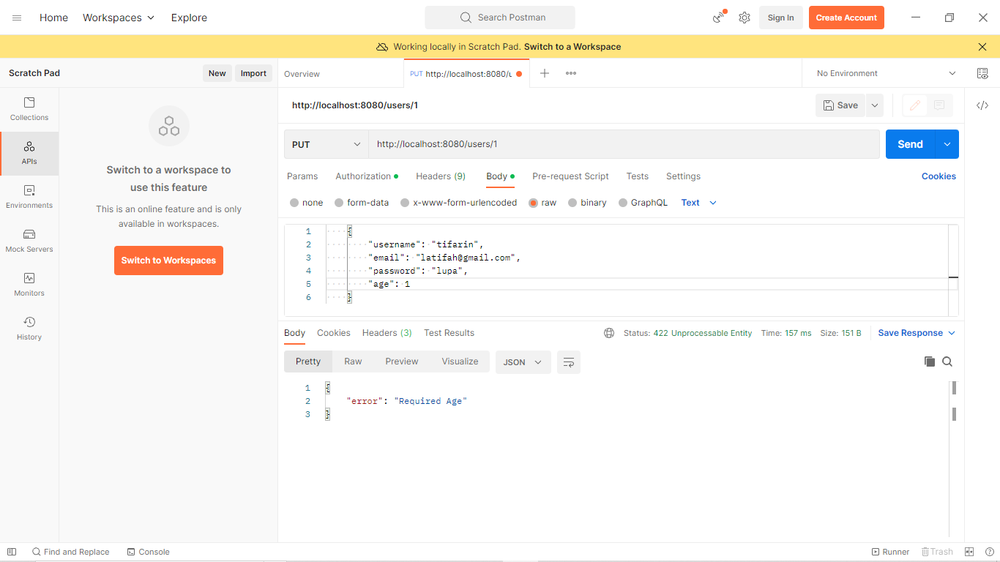 Home Workspaces Explore Search Postman Sign In Create Account
Working locally in Scratch Pad. Switch to a Workspace
Scratch Pad New Import Overview PUT http://localhost:8080/u No Environment
http://localhost:8080/users/1 Save
Collections
PUT http://localhost:8080/users/1 Send
APIs
Switch to a workspace to
use this feature
Params Authorization Headers (9) Body Pre-request Script Tests Settings Cookies
Environments
This is an online feature and is only
available in workspaces.
none form-data x-www-form-urlencoded raw binary GraphQL Text
Mock Servers
Switch to Workspaces
Monitors
History
1 {
2 "username": "tifarin",
3 "email": "latifah@gmail.com",
4 "password": "lupa",
5 "age": 1
6 }
Body Cookies Headers (3) Test Results Status: 422 Unprocessable Entity Time: 157 ms Size: 151 B Save Response
Pretty Raw Preview Visualize JSON
1 {
2 "error": "Required Age"
3 }
Find and Replace Console Runner Trash